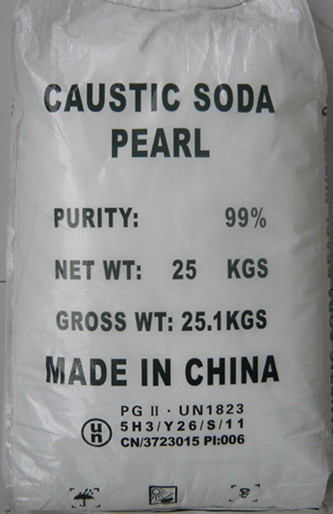 CAUSTIC SODA
PEARL
PURITY: 99%
NET WT: 25 KGS
GROSS WT: 25.1KGS
MADE IN CHINA
PG II · UN1823
un 5H3/Y26/S/11
CN/3723015 PI:006